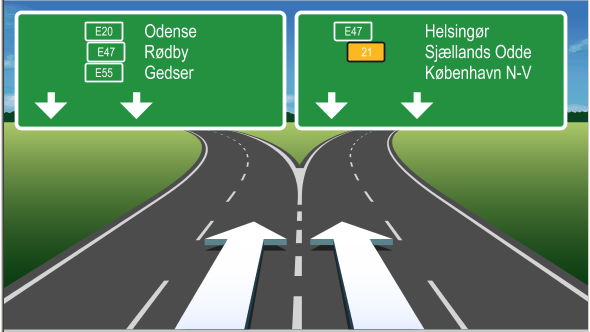 E20 Odense
E47 Rødby
E55 Gedser
E47 Helsingør
21 Sjællands Odde
København N-V